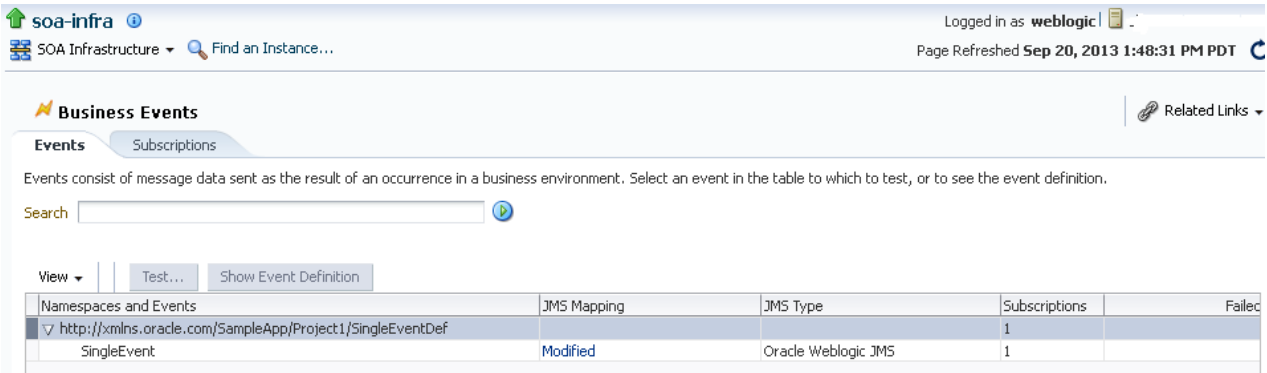 soa-infra
Logged in as weblogic
SOA Infrastructure Find an Instance...
Page Refreshed Sep 20, 2013 1:48:31 PM PDT
Business Events
Related Links
Events Subscriptions
Events consist of message data sent as the result of an occurrence in a business environment. Select an event in the table to which to test, or to see the event definition.
Search
View Test... Show Event Definition
Namespaces and Events JMS Mapping JMS Type Subscriptions Failed
http://xmlns.oracle.com/SampleApp/Project1/SingleEventDef 1
SingleEvent Modified Oracle Weblogic JMS 1